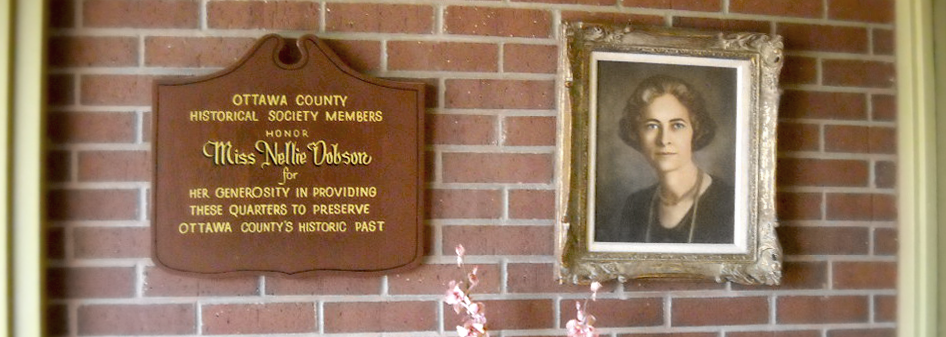 OTTAWA COUNTY
HISTORICAL SOCIETY MEMBERS
HONOR
Miss Nellie Dobson
for
HER GENEROSITY IN PROVIDING
THESE QUARTERS TO PRESERVE
OTTAWA COUNTY'S HISTORIC PAST